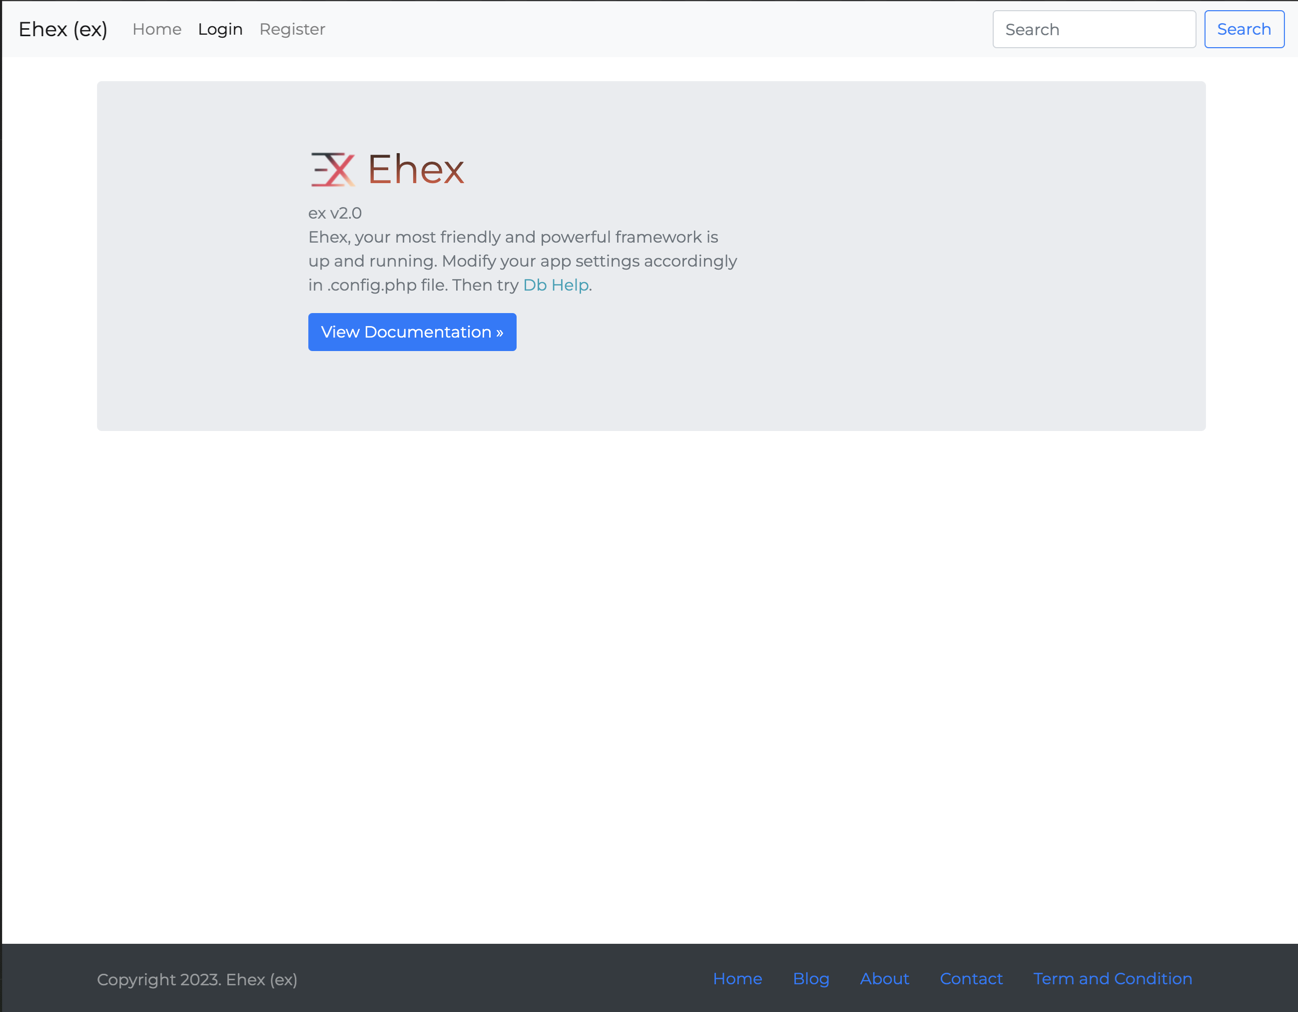 Ehex (ex) Home Login Register Search Search
EX Ehex
ex v2.0
Ehex, your most friendly and powerful framework is
up and running. Modify your app settings accordingly
in .config.php file. Then try Db Help.
View Documentation »
Copyright 2023. Ehex (ex) Home Blog About Contact Term and Condition